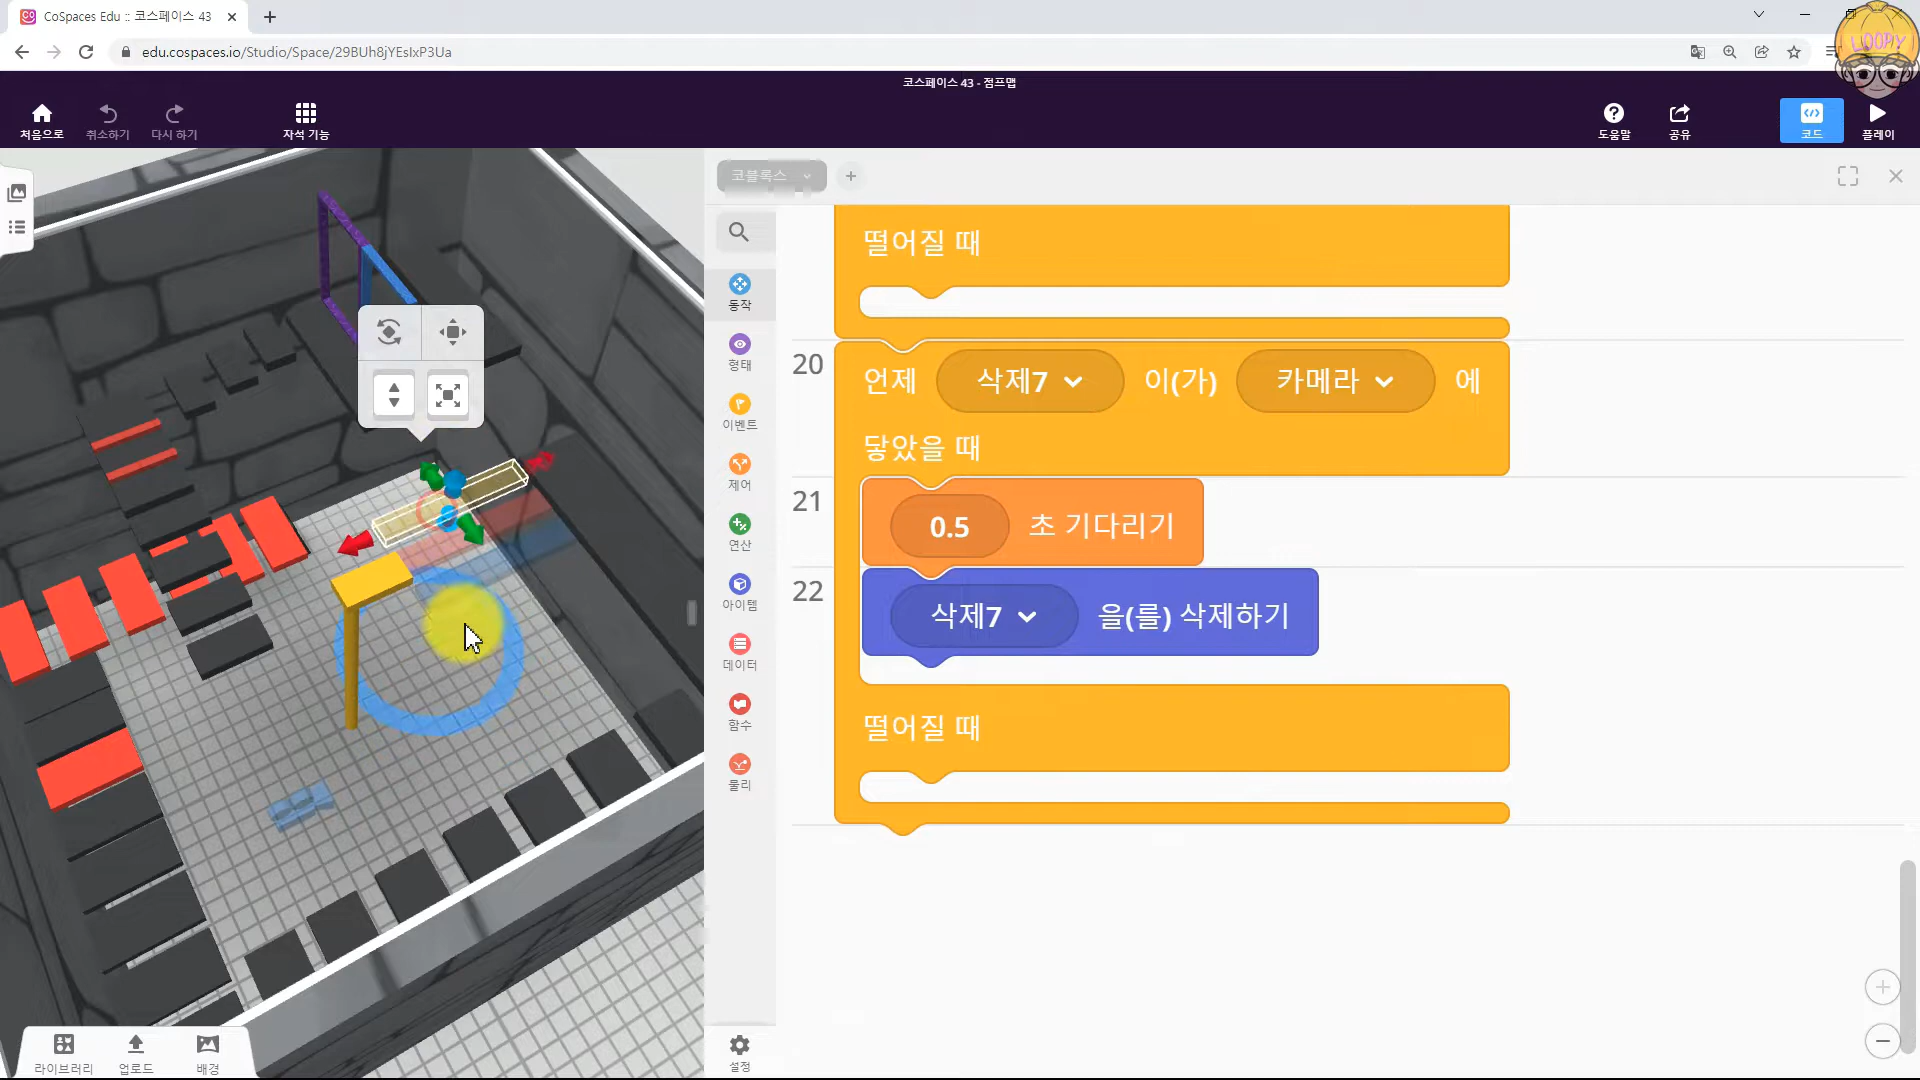 CoSpaces Edu :: 코스페이스 43
edu.cospaces.io/Studio/Space/29BUh8jYEsIxP3Ua
LOOPY
코스페이스 43 - 점프맵
처음으로
취소하기
다시 하기
자석 기능
도움말
공유
코드
플레이
코블록스
동작
형태
이벤트
제어
연산
아이템
데이터
함수
물리
설정
떨어질 때
20
언제 삭제7 이(가) 카메라 에
닿았을 때
21
0.5 초 기다리기
22
삭제7 을(를) 삭제하기
떨어질 때
라이브러리
업로드
배경